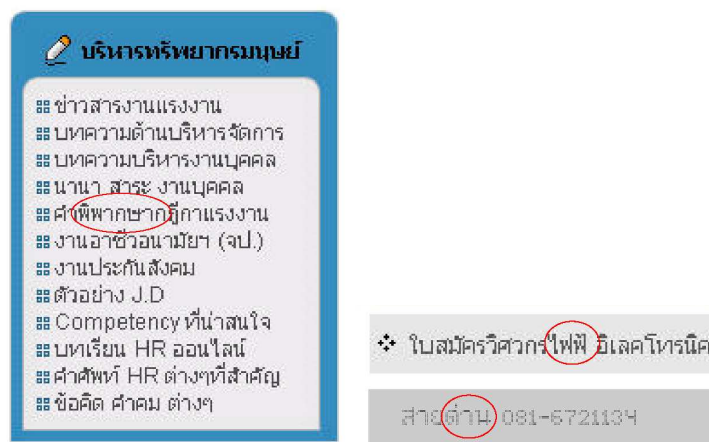 บริหารทรัพยากรมนุษย์
ข่าวสารงานแรงงาน
บทความด้านบริหารจัดการ
บทความบริหารงานบุคคล
นานา สาระ งานบุคคล
คำพิพากษากฎีกาแรงงาน
งานอาชีวอนามัยฯ (จป.)
งานประกันสังคม
ตัวอย่าง J.D
Competency ที่น่าสนใจ
บทเรียน HR ออนไลน์
คำศัพท์ HR ต่างๆที่สำคัญ
ข้อคิด คำคม ต่างๆ
ใบสมัครวิศวกรไฟฟ้ อิเลคโทรนิค
สายด่าน 081-6721134